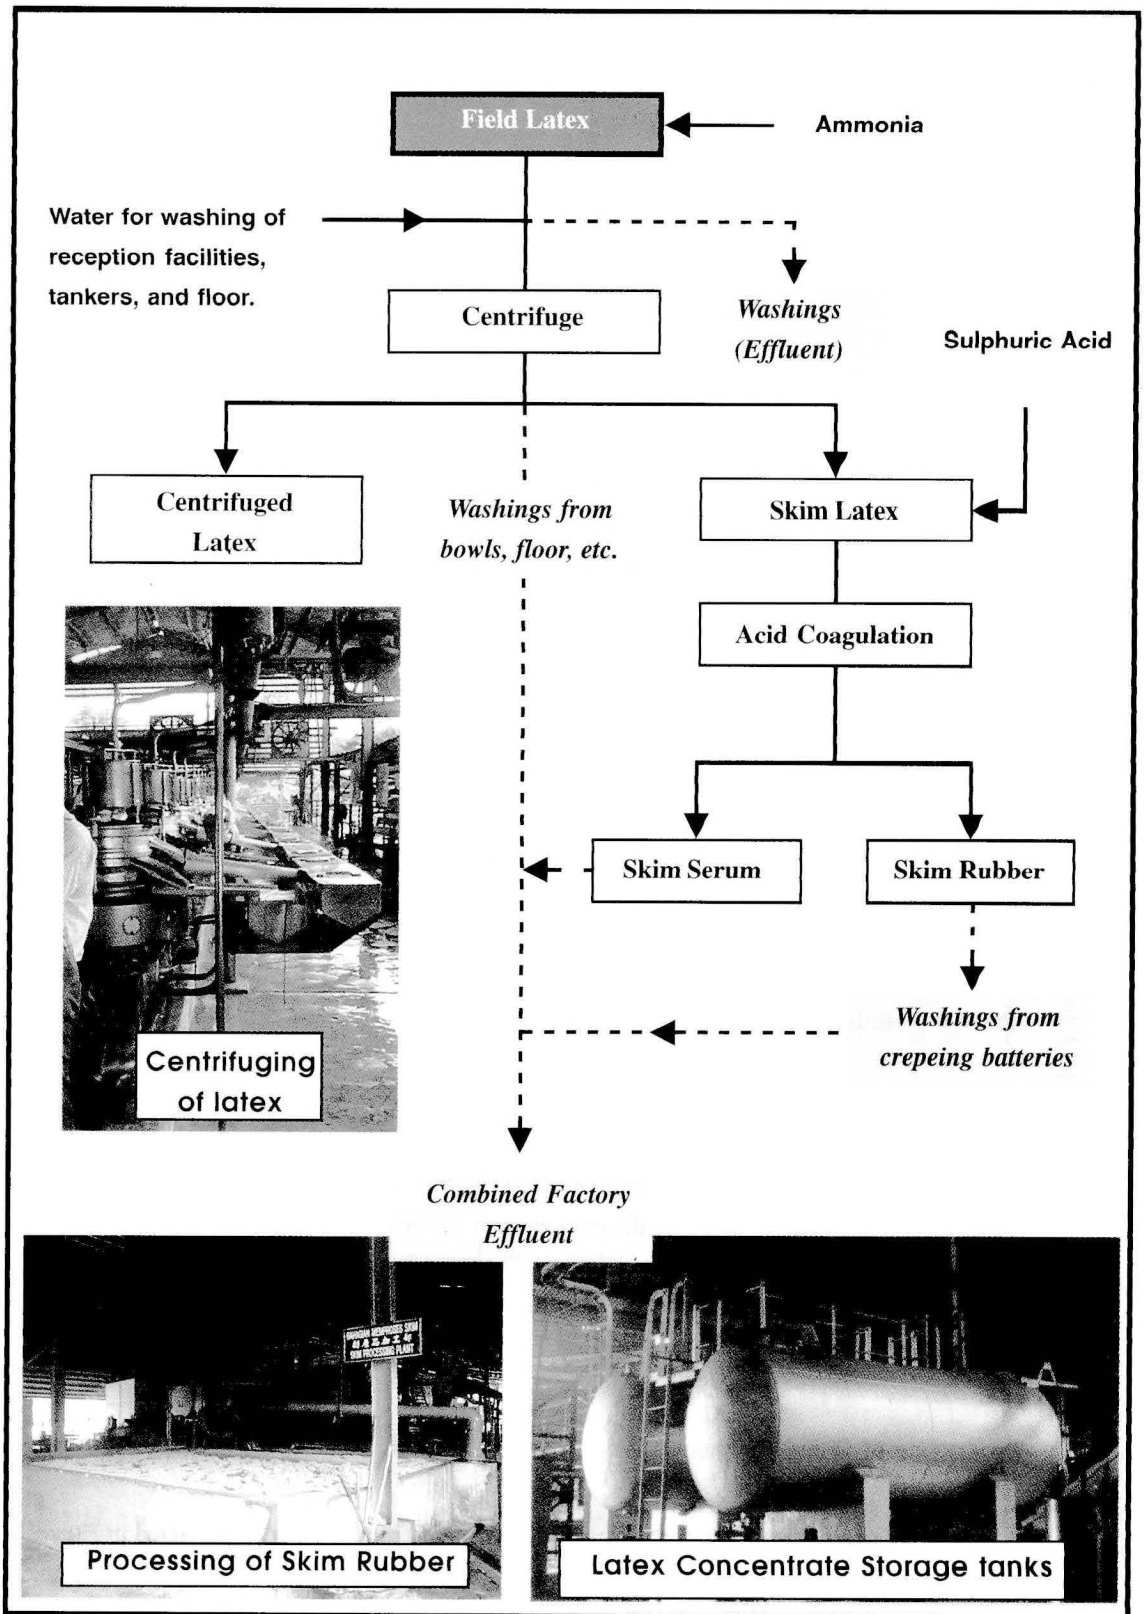 Field Latex
Ammonia
Water for washing of
reception facilities,
tankers, and floor.
Centrifuge
Washings
(Effluent)
Sulphuric Acid
Centrifuged
Latex
Washings from
bowls, floor, etc.
Skim Latex
Acid Coagulation
Skim Serum
Skim Rubber
Washings from
crepeing batteries
Centrifuging
of latex
Combined Factory
Effluent
SKIM PROCESSING PLANT
Processing of Skim Rubber
Latex Concentrate Storage tanks